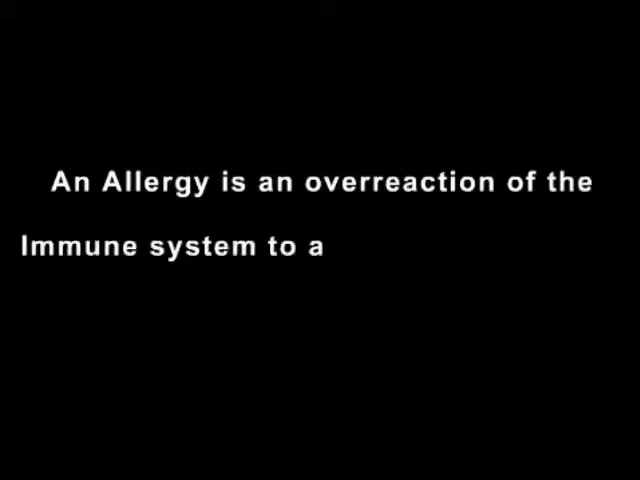 An Allergy is an overreaction of the
Immune system to a